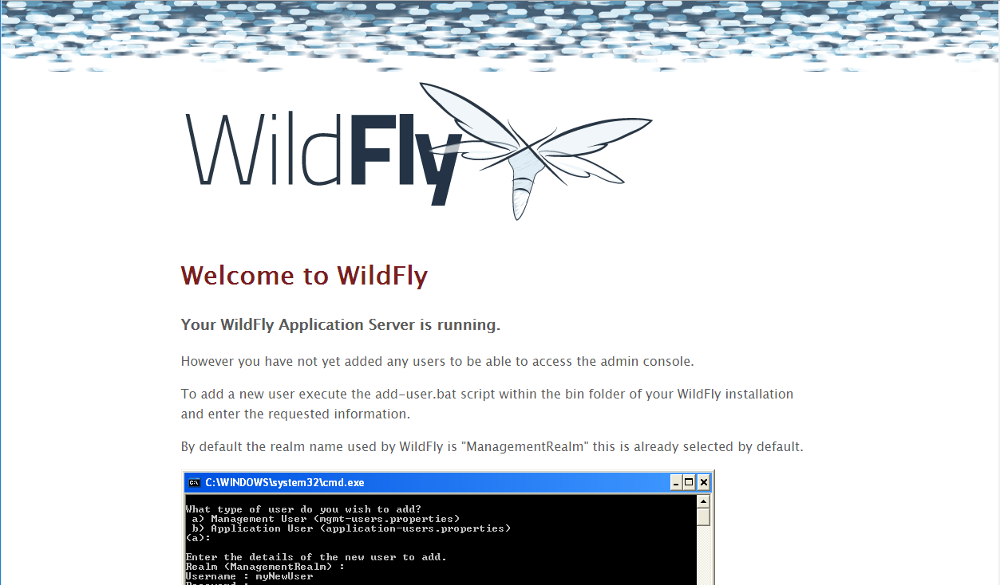 WildFly
Welcome to WildFly
Your WildFly Application Server is running.
However you have not yet added any users to be able to access the admin console.
To add a new user execute the add-user.bat script within the bin folder of your WildFly installation
and enter the requested information.
By default the realm name used by WildFly is "ManagementRealm" this is already selected by default.
C:\WINDOWS\system32\cmd.exe
What type of user do you wish to add?
a) Management User (mgmt-users.properties)
b) Application User (application-users.properties)
(a):
Enter the details of the new user to add.
Realm (ManagementRealm) :
Username : myNewUser
Password :